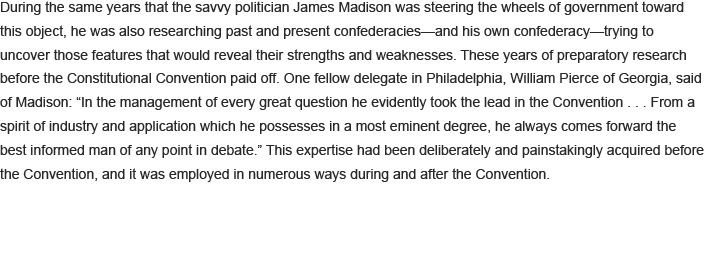 During the same years that the savvy politician James Madison was steering the wheels of government toward
this object, he was also researching past and present confederacies—and his own confederacy—trying to
uncover those features that would reveal their strengths and weaknesses. These years of preparatory research
before the Constitutional Convention paid off. One fellow delegate in Philadelphia, William Pierce of Georgia, said
of Madison: “In the management of every great question he evidently took the lead in the Convention . . . From a
spirit of industry and application which he possesses in a most eminent degree, he always comes forward the
best informed man of any point in debate.” This expertise had been deliberately and painstakingly acquired before
the Convention, and it was employed in numerous ways during and after the Convention.